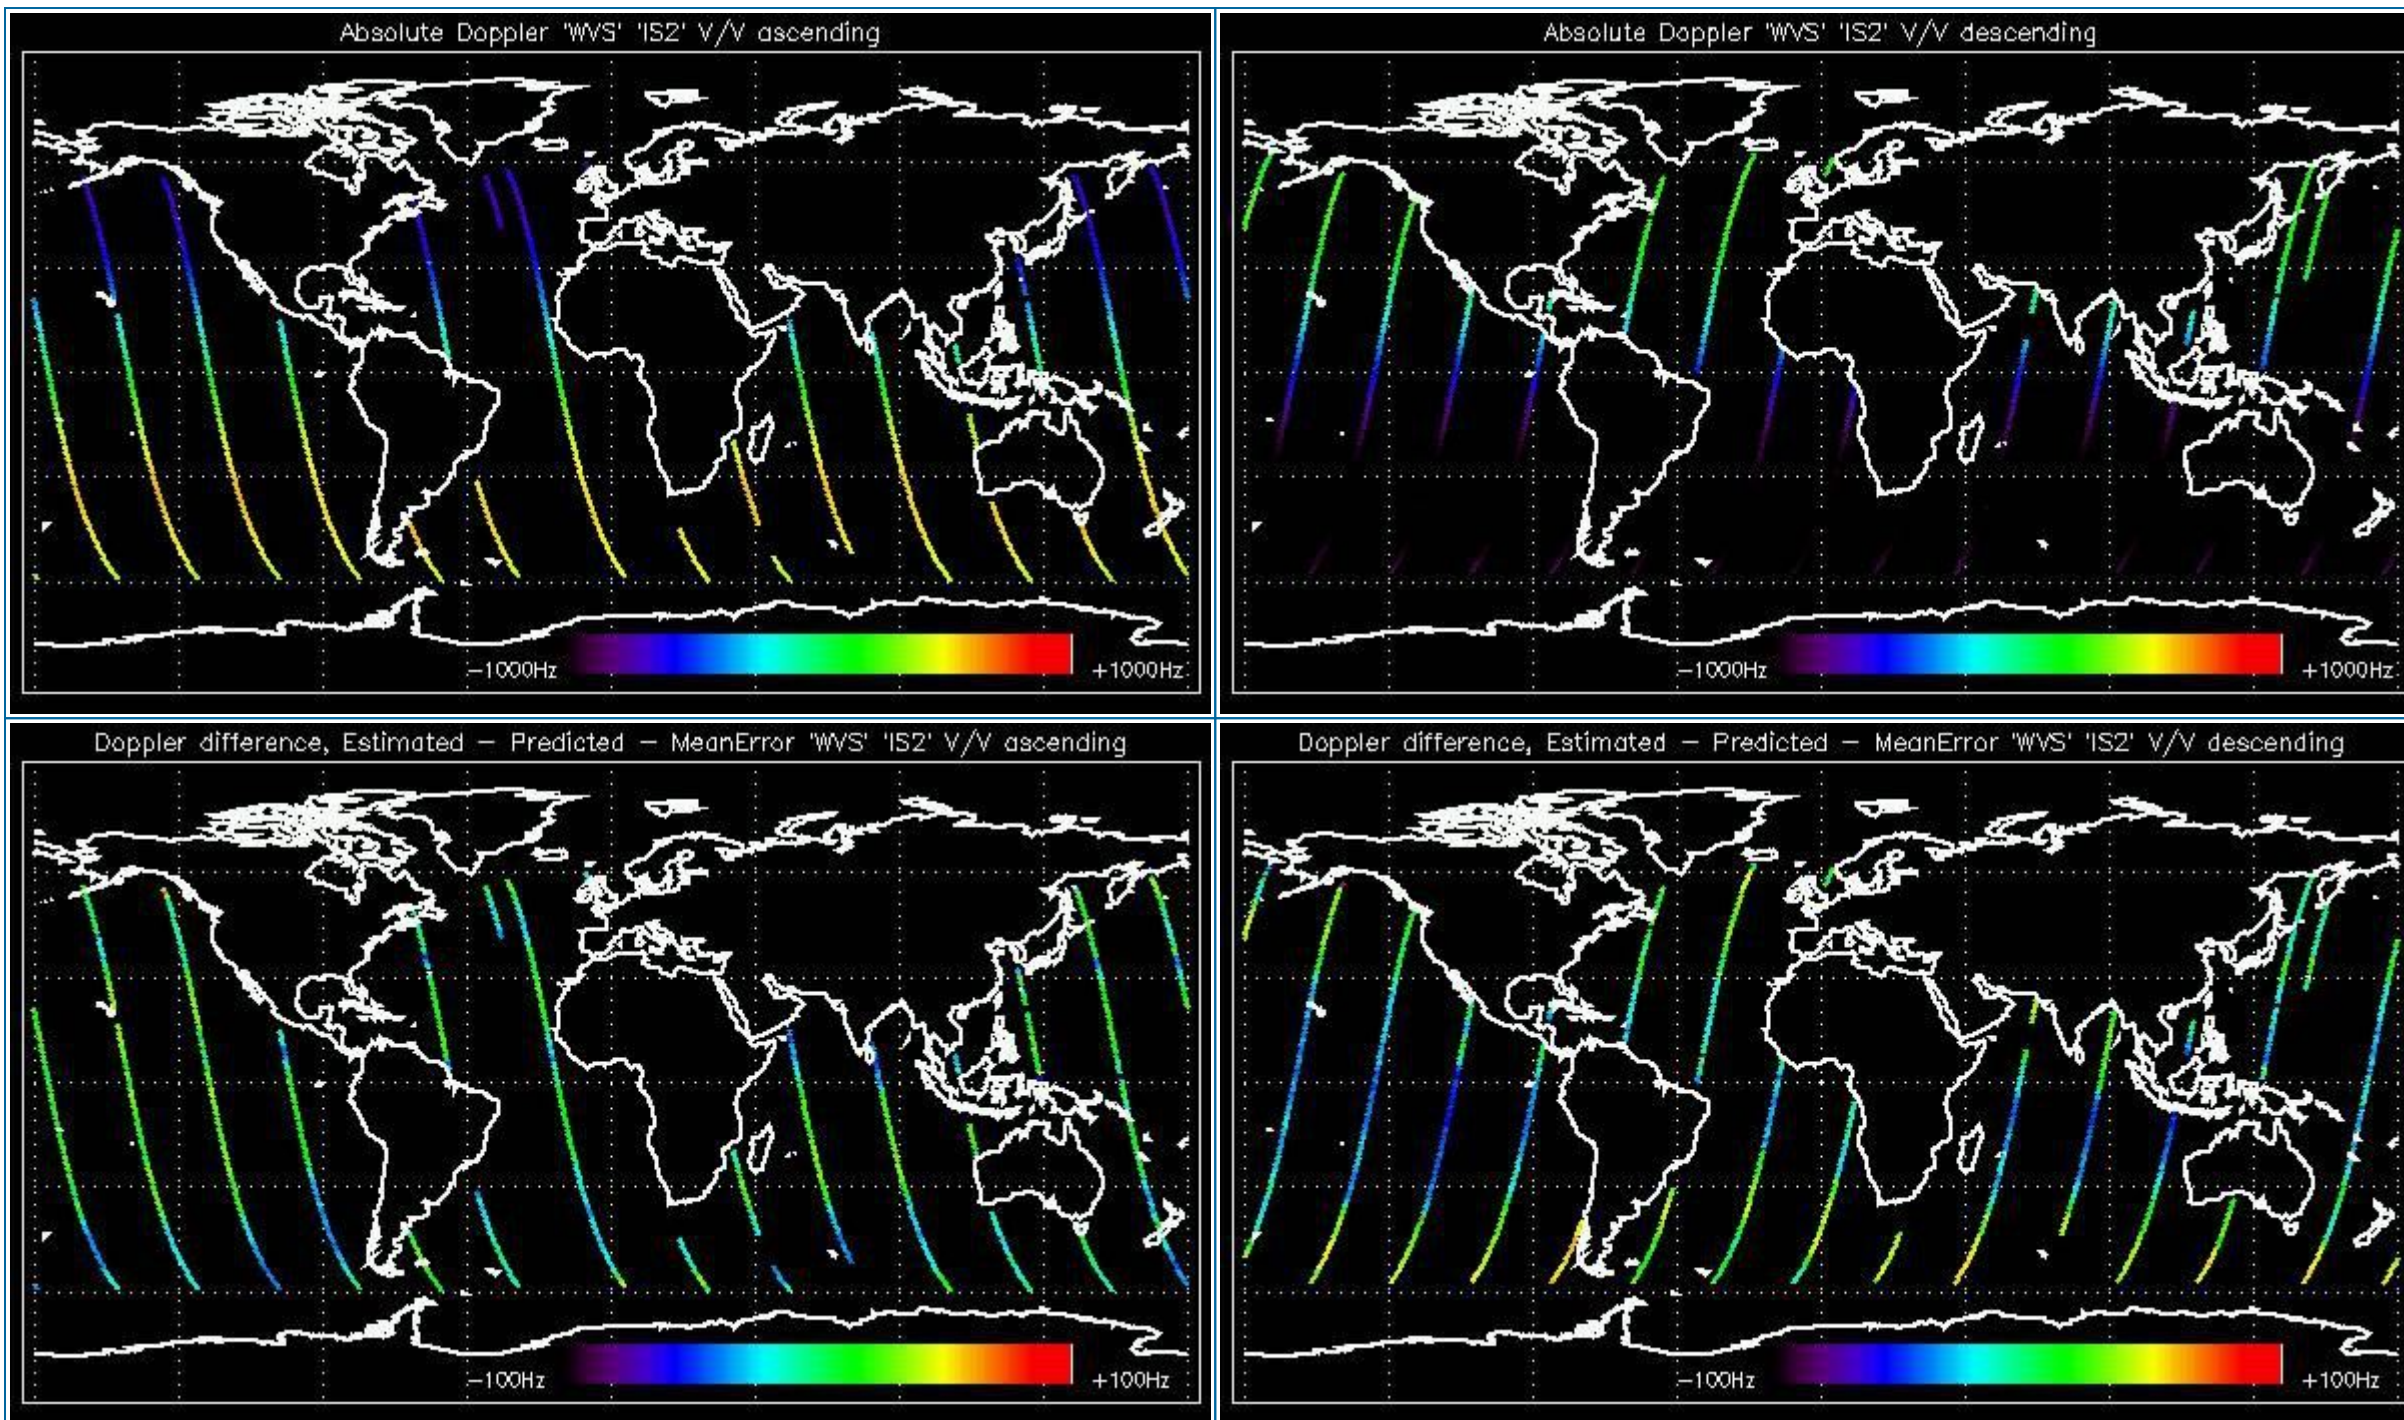 Absolute Doppler 'WVS' 'IS2' V/V ascending
-1000Hz
+1000Hz
Absolute Doppler 'WVS' 'IS2' V/V descending
-1000Hz
+1000Hz
Doppler difference, Estimated - Predicted - MeanError 'WVS' 'IS2' V/V ascending
-100Hz
+100Hz
Doppler difference, Estimated - Predicted - MeanError 'WVS' 'IS2' V/V descending
-100Hz
+100Hz